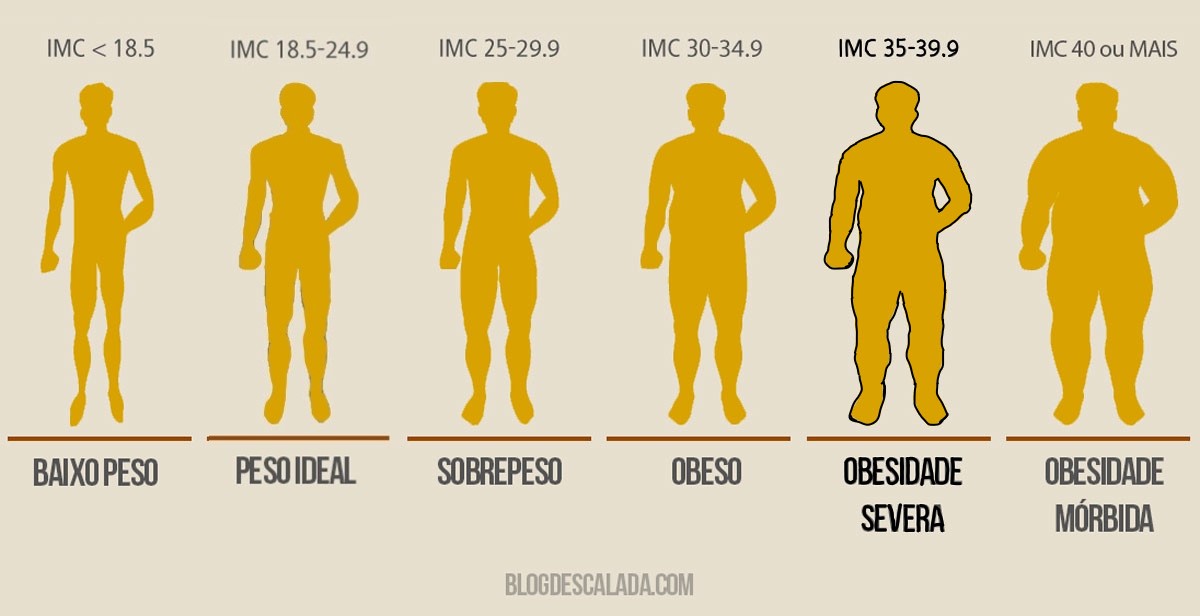 IMC < 18.5
IMC 18.5-24.9
IMC 25-29.9
IMC 30-34.9
IMC 35-39.9
IMC 40 ou MAIS
BAIXO PESO
PESO IDEAL
SOBREPESO
OBESO
OBESIDADE
SEVERA
OBESIDADE
MÓRBIDA
BLOGDESCALADA.COM